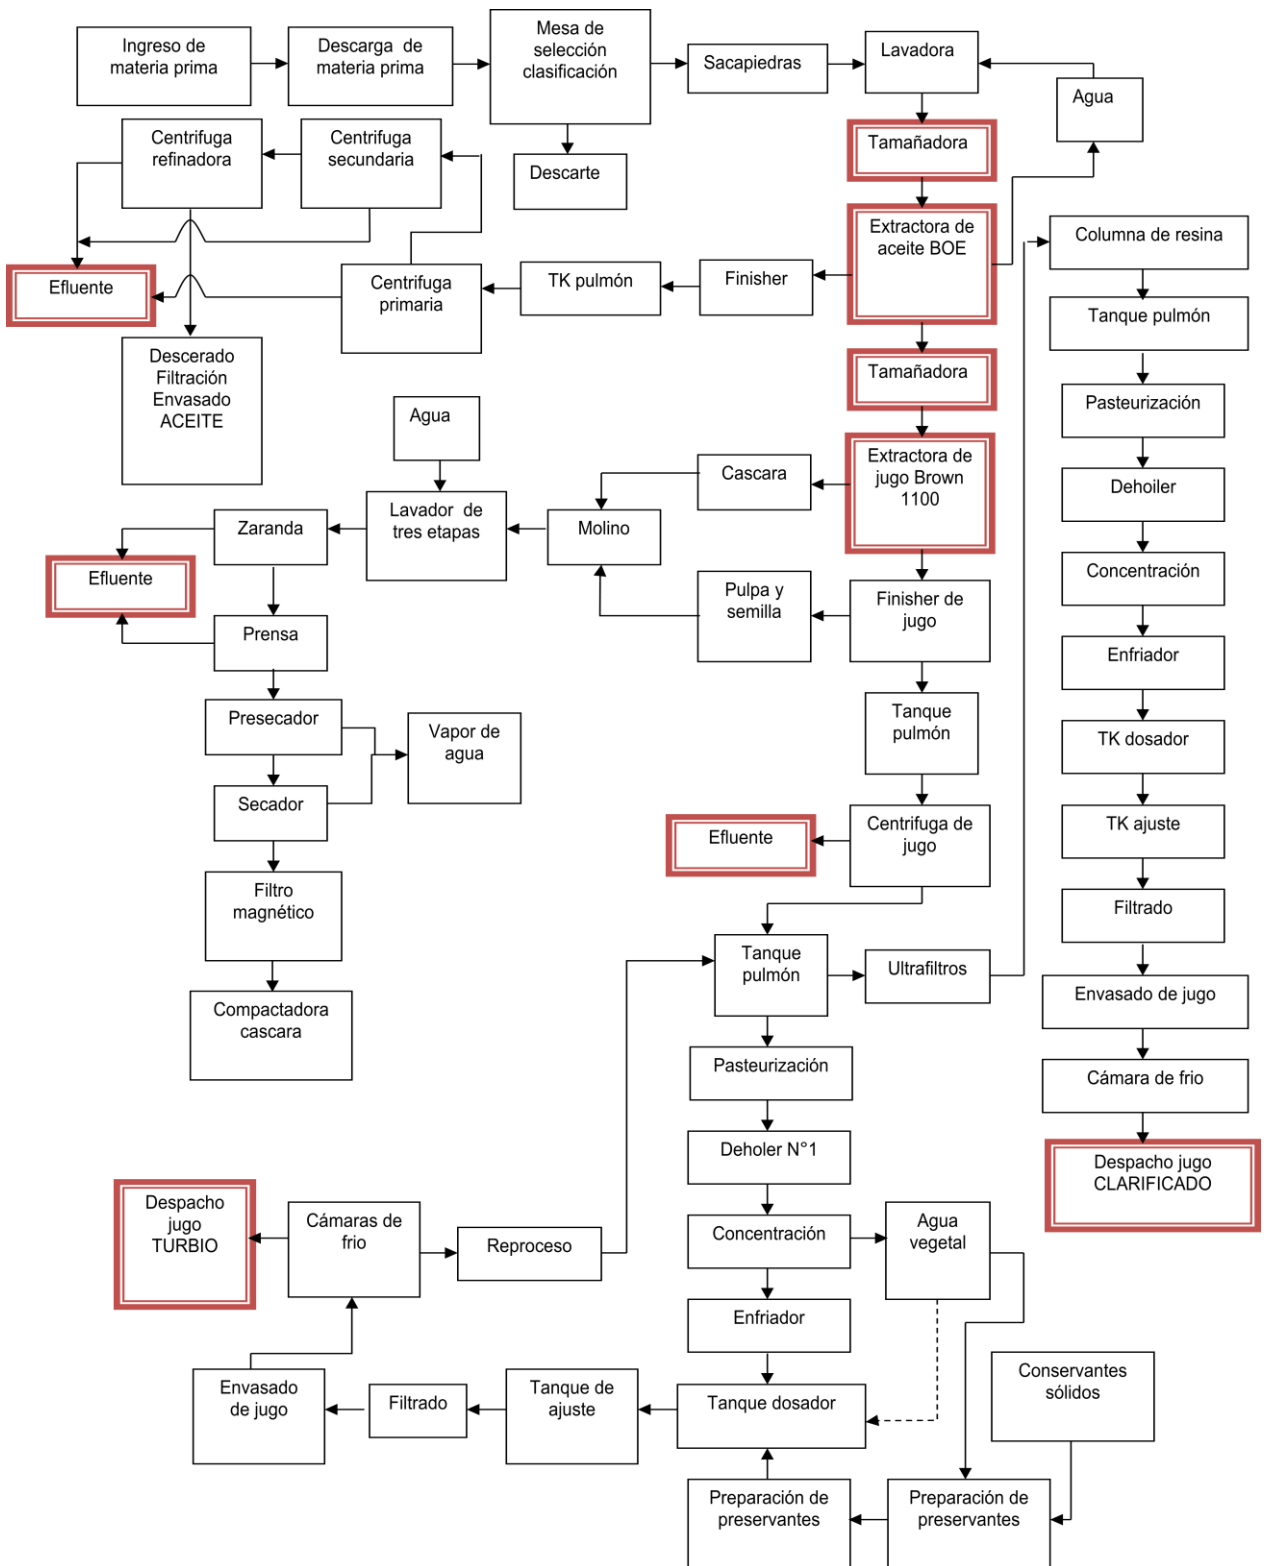 Ingreso de
materia prima
Descarga de
materia prima
Mesa de
selección
clasificación
Sacapiedras
Lavadora
Agua
Centrifuga
refinadora
Centrifuga
secundaria
Descarte
Tamañadora
Extractora de
aceite BOE
Columna de resina
Efluente
Centrifuga
primaria
TK pulmón
Finisher
Tanque pulmón
Descerado
Filtración
Envasado
ACEITE
Tamañadora
Pasteurización
Agua
Extractora de
jugo Brown
1100
Cascara
Dehoiler
Zaranda
Lavador de
tres etapas
Molino
Efluente
Concentración
Pulpa y
semilla
Finisher de
jugo
Prensa
Enfriador
Presecador
Vapor de
agua
Tanque
pulmón
TK dosador
Secador
Efluente
Centrifuga de
jugo
TK ajuste
Filtro
magnético
Filtrado
Tanque
pulmón
Ultrafiltros
Compactadora
cascara
Envasado de jugo
Pasteurización
Cámara de frio
Deholer N°1
Despacho jugo
CLARIFICADO
Despacho
jugo
TURBIO
Cámaras de
frio
Reproceso
Concentración
Agua
vegetal
Enfriador
Envasado
de jugo
Filtrado
Tanque de
ajuste
Tanque dosador
Conservantes
sólidos
Preparación de
preservantes
Preparación de
preservantes